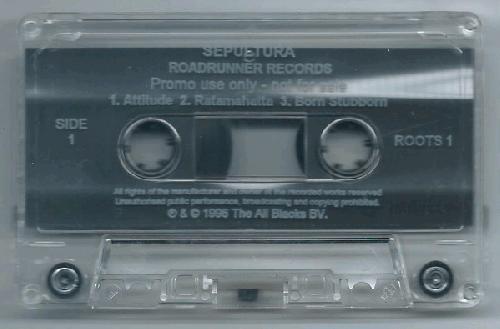 SEPULTURA
ROADRUNNER RECORDS
Promo use only - not for sale
1. Attitude 2. Ratamahatta 3. Born Stubborn
SIDE
1
ROOTS 1
All rights of the manufacturer and owner of the recorded works reserved
Unauthorised public performance, broadcasting and copying prohibited.
℗ & © 1996 The All Blacks BV.